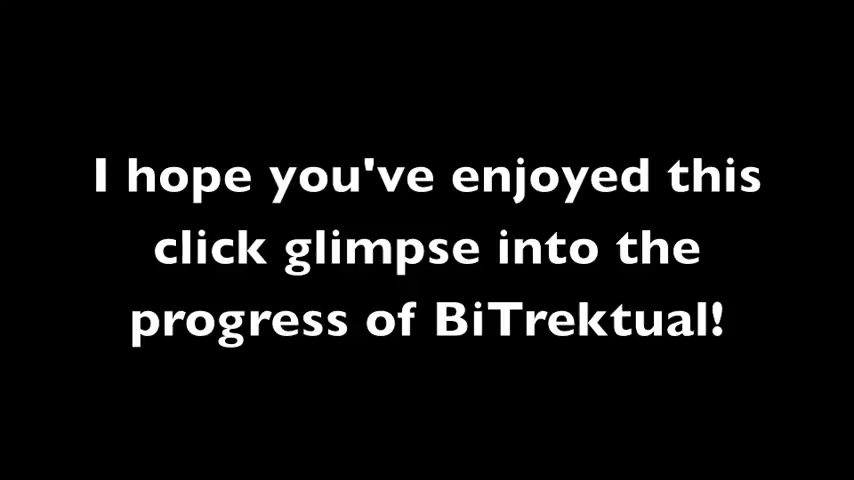 I hope you've enjoyed this
click glimpse into the
progress of BiTrektual!